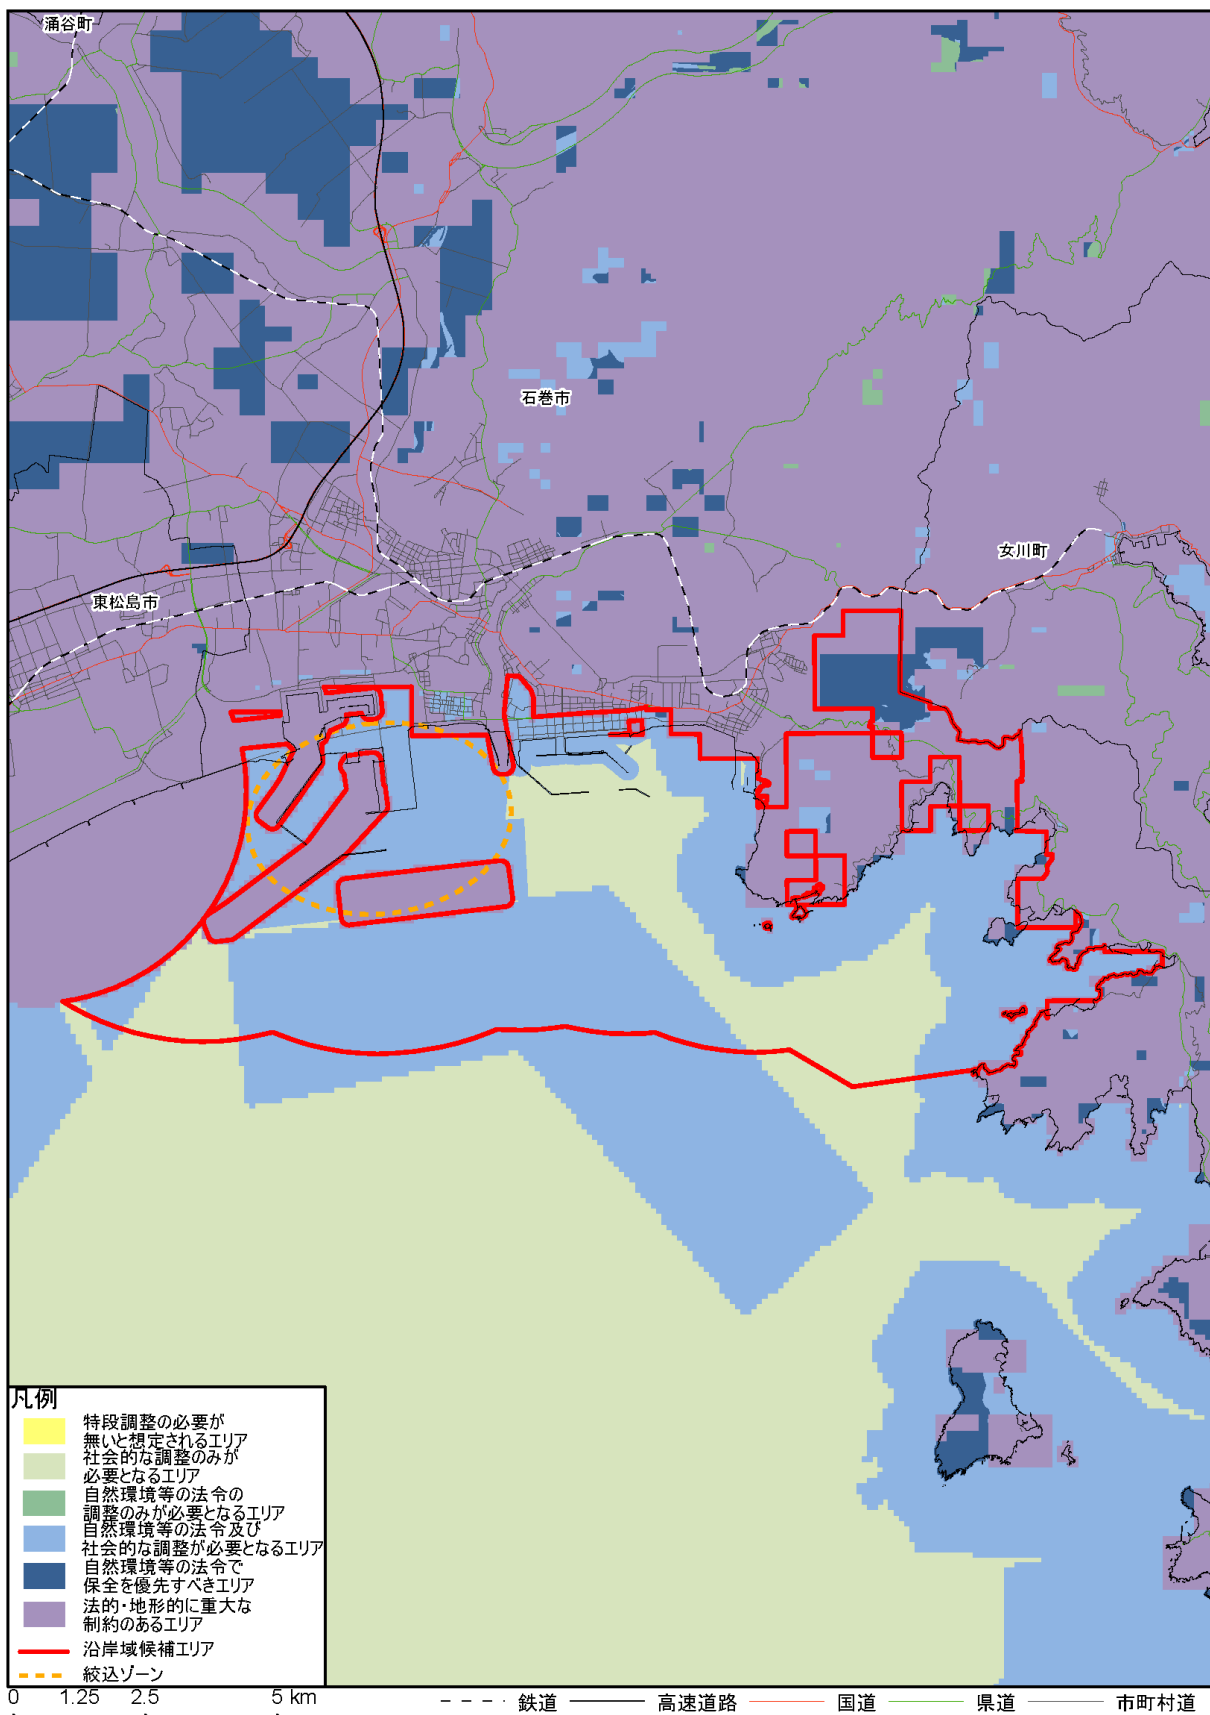 涌谷町
石巻市
女川町
東松島市
凡例
特段調整の必要が
無いと想定されるエリア
社会的な調整のみが
必要となるエリア
自然環境等の法令の
調整のみが必要となるエリア
自然環境等の法令及び
社会的な調整が必要となるエリア
自然環境等の法令で
保全を優先すべきエリア
法的・地形的に重大な
制約のあるエリア
沿岸域候補エリア
絞込ゾーン
0 1.25 2.5 5 km
鉄道 高速道路 国道 県道 市町村道